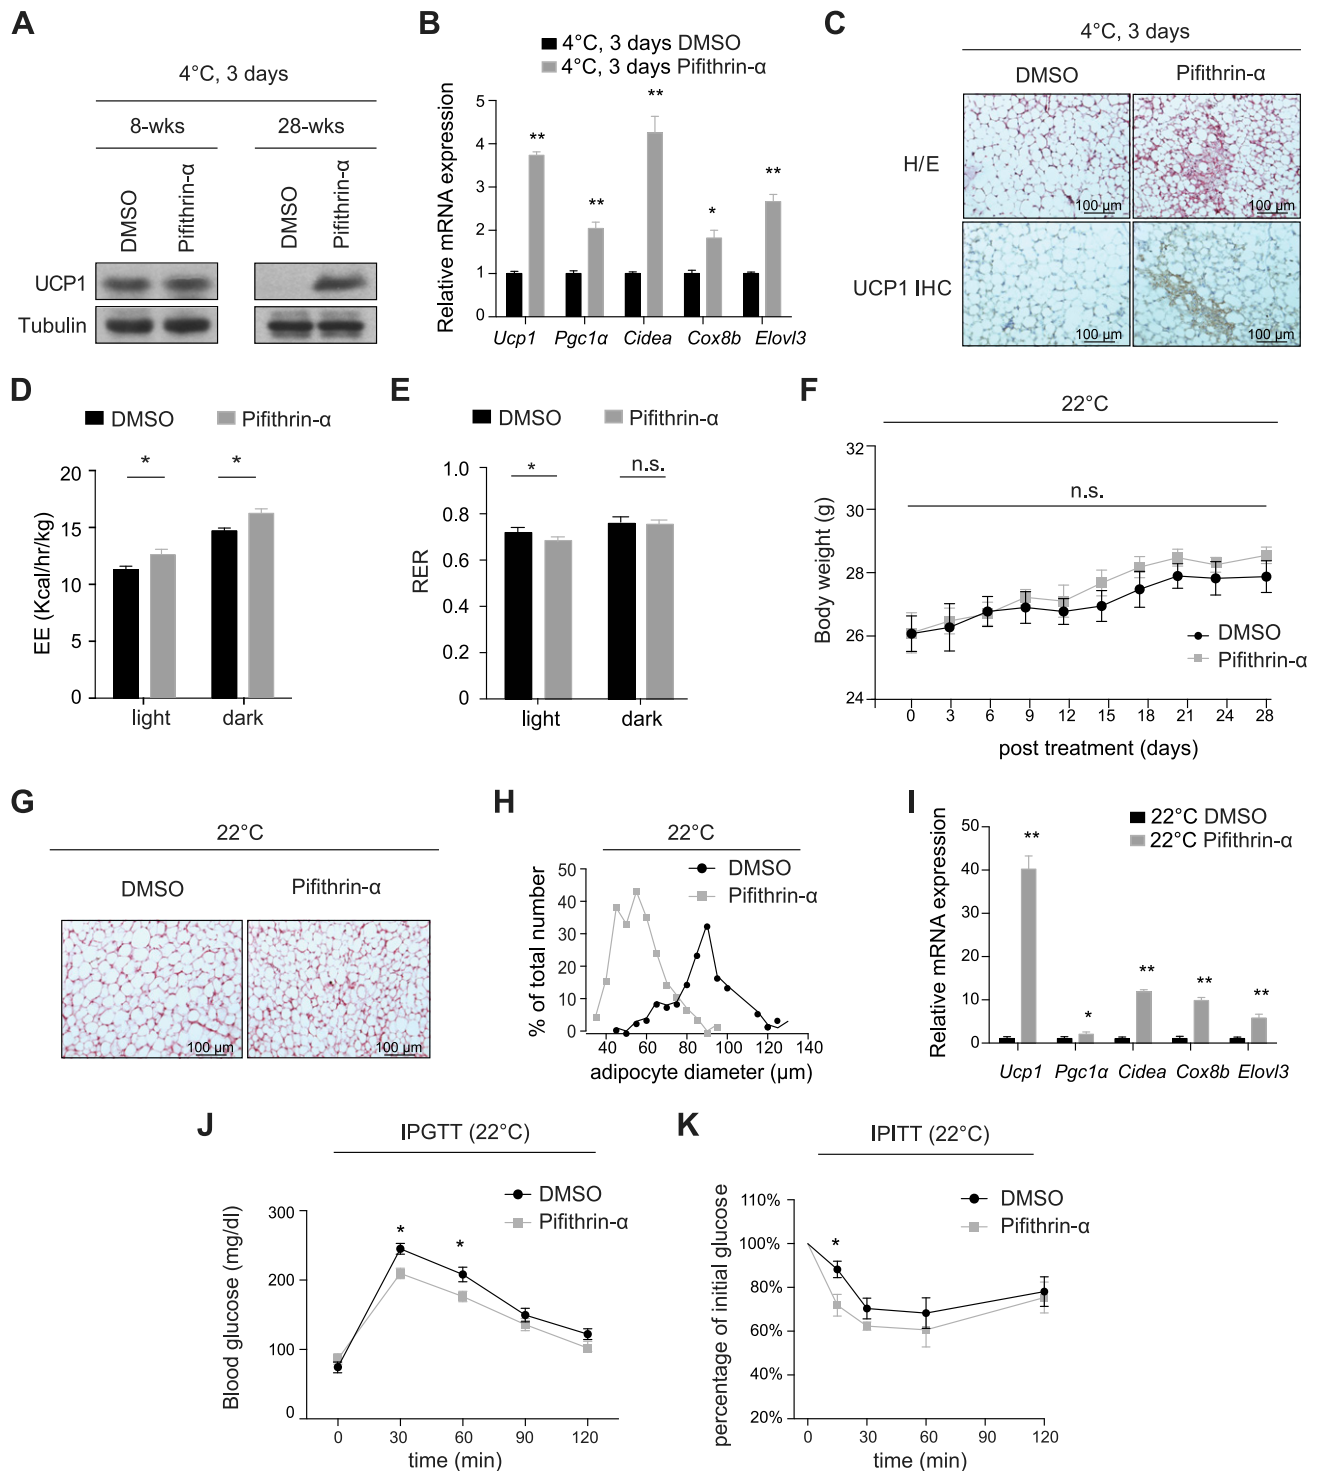 A
4°C, 3 days
8-wks
28-wks
DMSO
Pifithrin-α
DMSO
Pifithrin-α
UCP1
Tubulin
B
4°C, 3 days DMSO
4°C, 3 days Pifithrin-α
Relative mRNA expression
5
4
3
2
1
0
**
**
**
*
**
Ucp1 Pgc1α Cidea Cox8b Elovl3
C
4°C, 3 days
DMSO
Pifithrin-α
H/E
100 µm
100 µm
UCP1 IHC
100 µm
100 µm
D
DMSO
Pifithrin-α
EE (Kcal/hr/kg)
20
15
10
5
0
*
*
light
dark
E
DMSO
Pifithrin-α
RER
1.0
0.8
0.6
0.4
0.2
0
*
n.s.
light
dark
F
22°C
Body weight (g)
32
30
28
26
24
n.s.
DMSO
Pifithrin-α
0 3 6 9 12 15 18 21 24 28
post treatment (days)
G
22°C
DMSO
Pifithrin-α
100 µm
100 µm
H
22°C
DMSO
Pifithrin-α
% of total number
50
40
30
20
10
0
40 60 80 100 120 140
adipocyte diameter (µm)
I
22°C DMSO
22°C Pifithrin-α
Relative mRNA expression
50
40
30
20
10
0
**
*
**
**
**
Ucp1 Pgc1α Cidea Cox8b Elovl3
J
IPGTT (22°C)
DMSO
Pifithrin-α
Blood glucose (mg/dl)
300
200
100
0
*
*
0 30 60 90 120
time (min)
K
IPITT (22°C)
DMSO
Pifithrin-α
percentage of initial glucose
110%
100%
80%
60%
40%
20%
*
0 30 60 90 120
time (min)